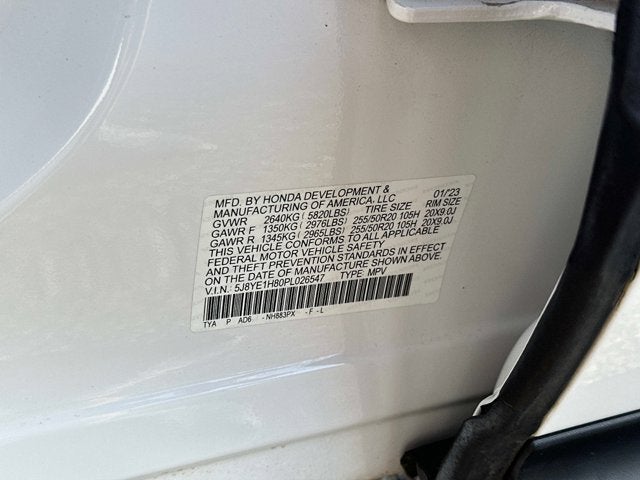 MFD. BY HONDA DEVELOPMENT & 01/23
MANUFACTURING OF AMERICA, LLC
GVWR 2640KG ( 5820LBS) TIRE SIZE RIM SIZE
GAWR F 1350KG ( 2976LBS) 255/50R20 105H 20X9.0J
GAWR R 1345KG ( 2965LBS) 255/50R20 105H 20X9.0J
THIS VEHICLE CONFORMS TO ALL APPLICABLE
FEDERAL MOTOR VEHICLE SAFETY
AND THEFT PREVENTION STANDARDS IN EFFECT
ON THE DATE OF MANUFACTURE SHOWN ABOVE.
V.I.N.: 5J8YE1H80PL026547 TYPE: MPV
TYA P AD6 - NH883PX - F - L